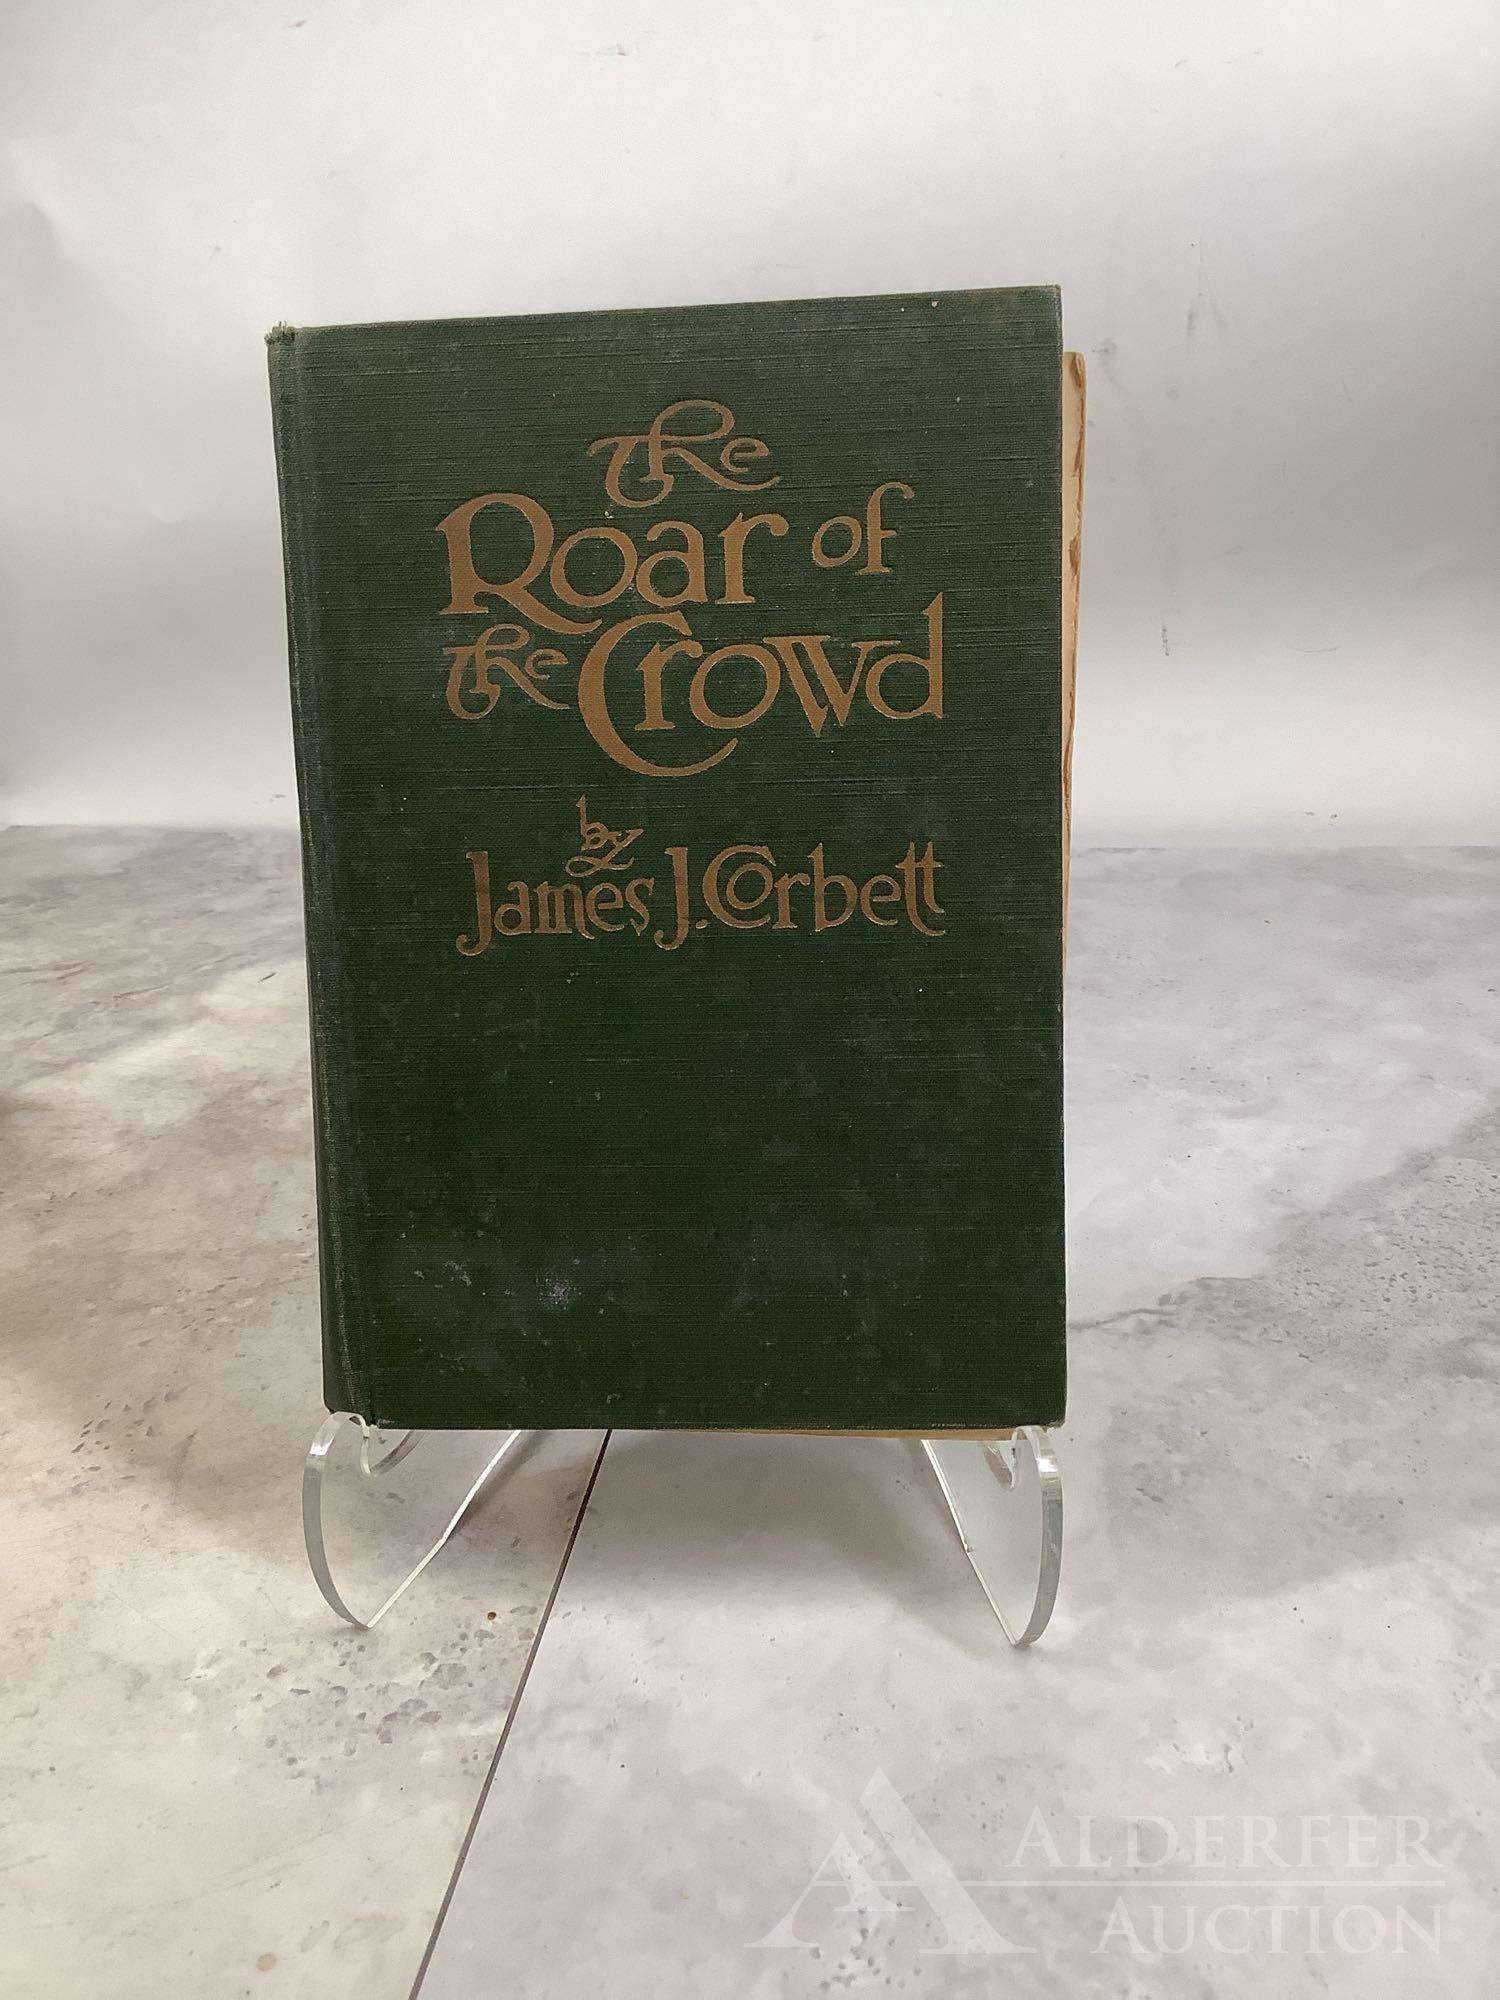 The
Roar of
the Crowd
by
James J. Corbett
ALDERFER
AUCTION